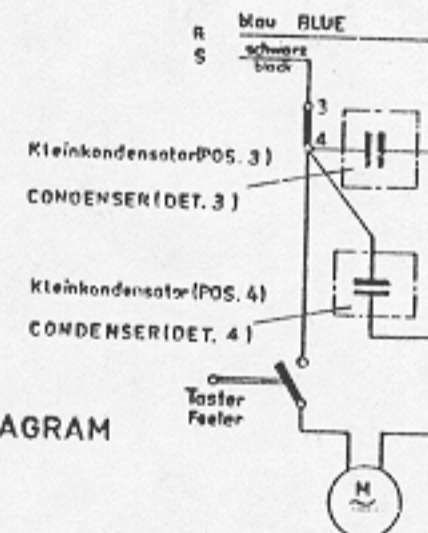 R blau BLUE
S schwarz
black
3
4
Kleinkondensator(POS. 3)
CONDENSER(DET. 3)
Kleinkondensator(POS. 4)
CONDENSER(DET. 4)
Taster
Feeler
AGRAM
M